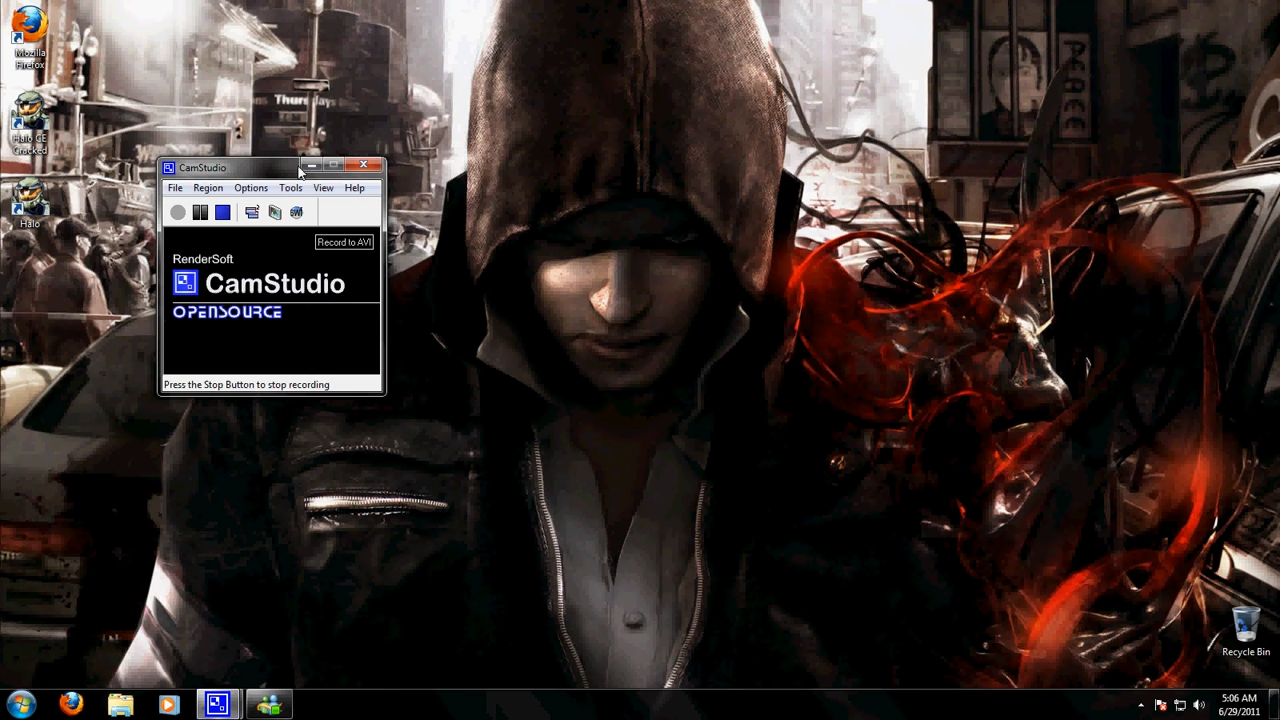 Mozilla
Firefox
Halo CE
Cracked
Halo
Thursdays
CamStudio
File Region Options Tools View Help
Record to AVI
RenderSoft
CamStudio
OPENSOURCE
Press the Stop Button to stop recording
Recycle Bin
5:06 AM
6/29/2011